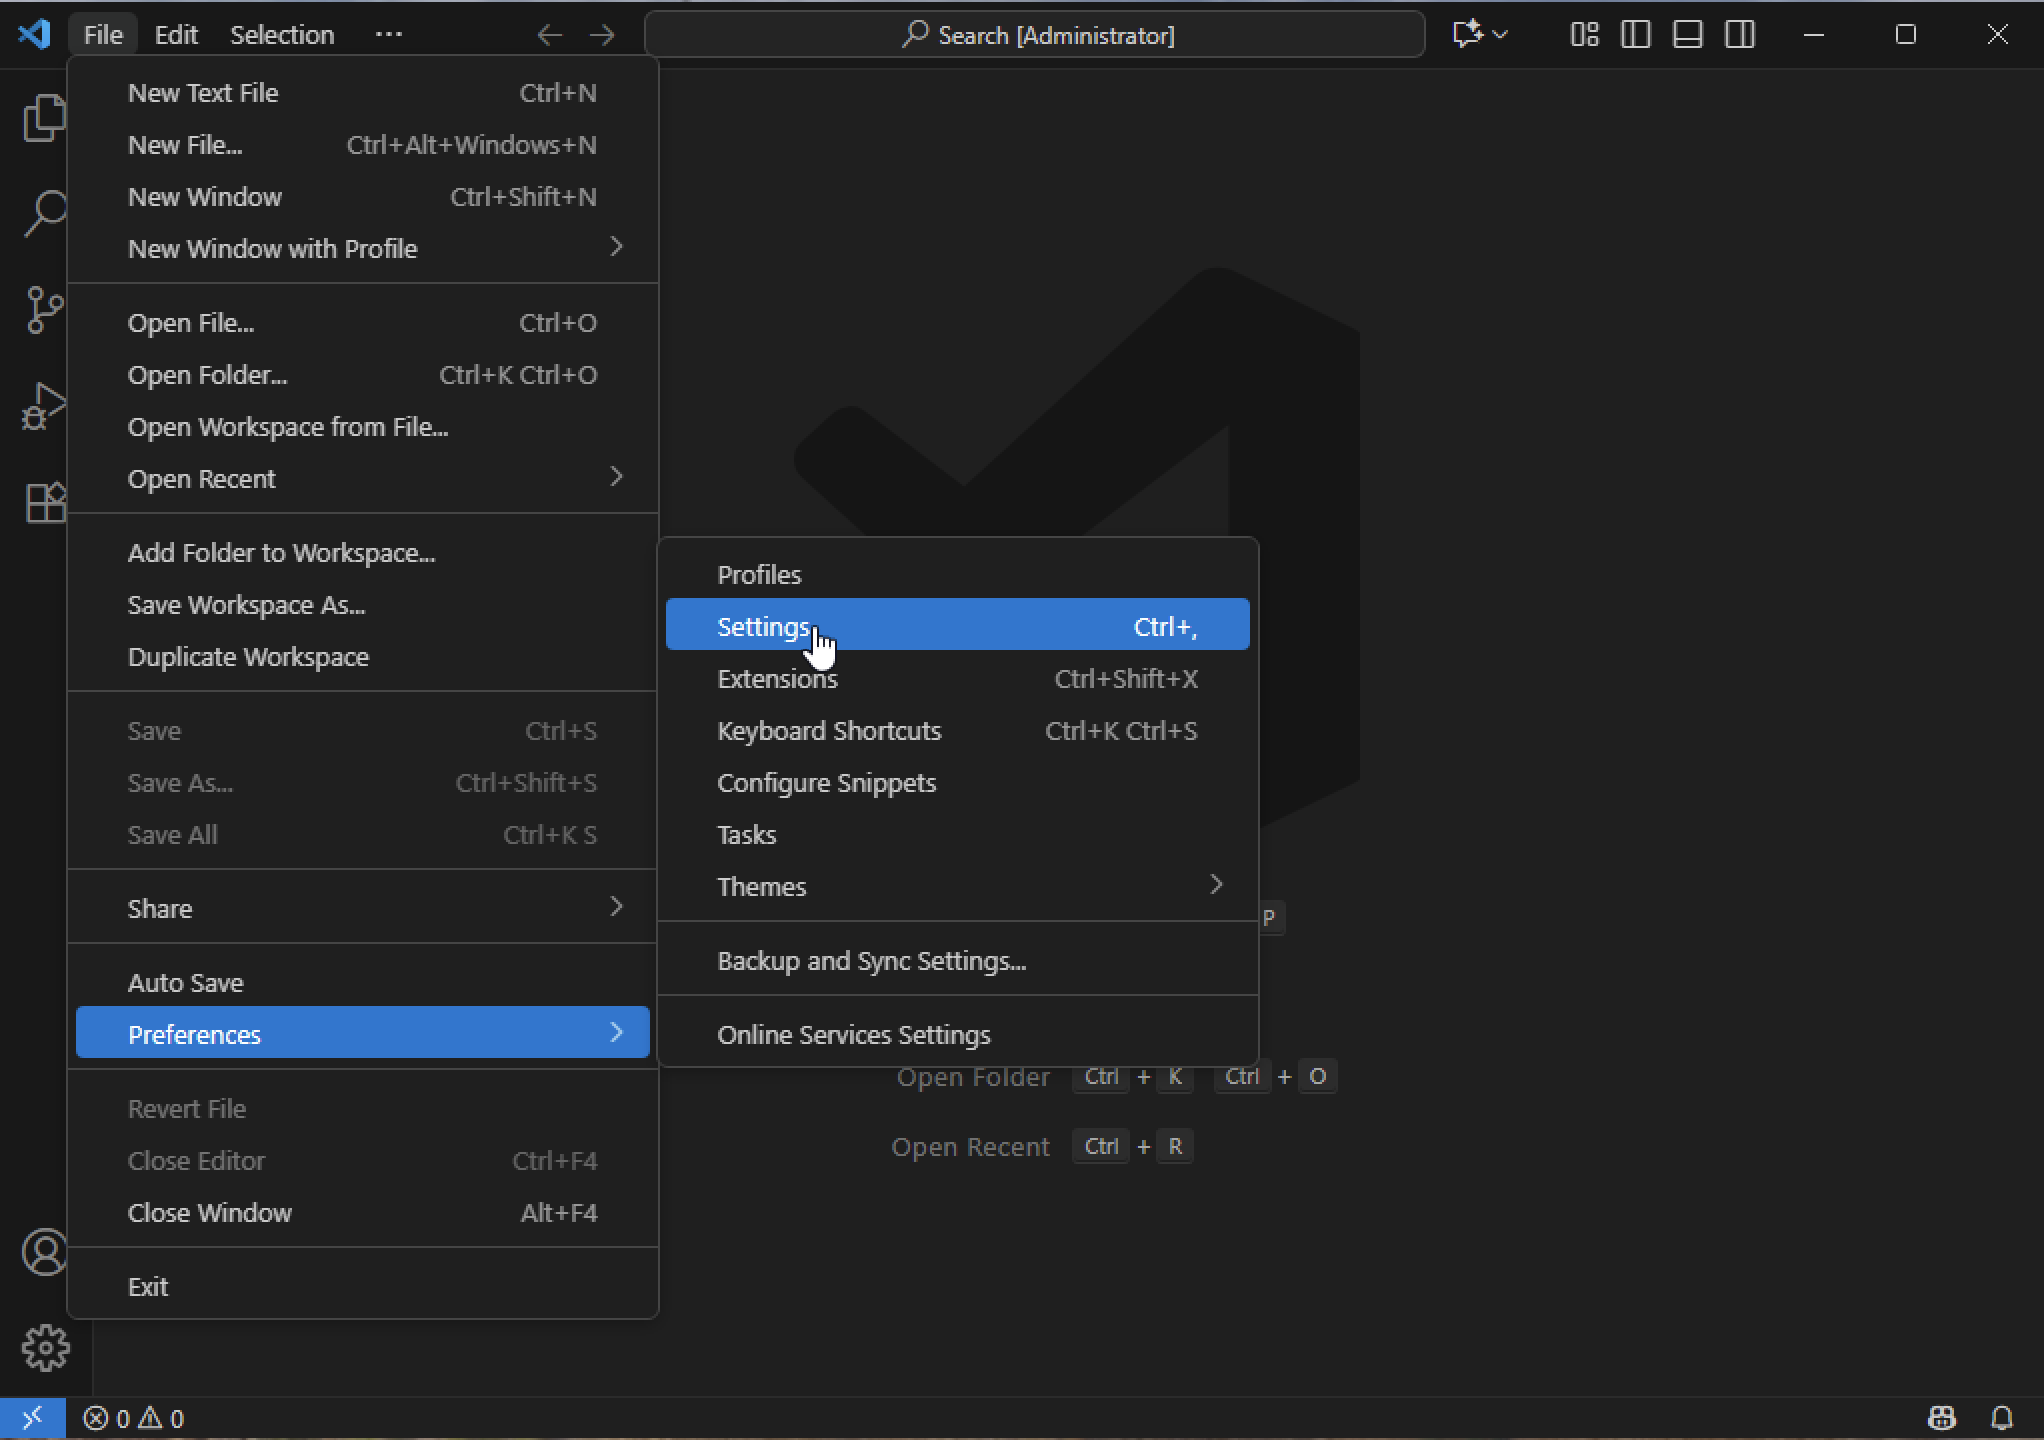 File Edit Selection ··· Search [Administrator]
New Text File Ctrl+N
New File... Ctrl+Alt+Windows+N
New Window Ctrl+Shift+N
New Window with Profile
Open File... Ctrl+O
Open Folder... Ctrl+K Ctrl+O
Open Workspace from File...
Open Recent
Add Folder to Workspace...
Save Workspace As...
Duplicate Workspace
Save Ctrl+S
Save As... Ctrl+Shift+S
Save All Ctrl+K S
Share
Auto Save
Preferences
Revert File
Close Editor Ctrl+F4
Close Window Alt+F4
Exit
Profiles
Settings Ctrl+,
Extensions Ctrl+Shift+X
Keyboard Shortcuts Ctrl+K Ctrl+S
Configure Snippets
Tasks
Themes
Backup and Sync Settings...
Online Services Settings
P
Open Folder Ctrl + K Ctrl + O
Open Recent Ctrl + R
0 0